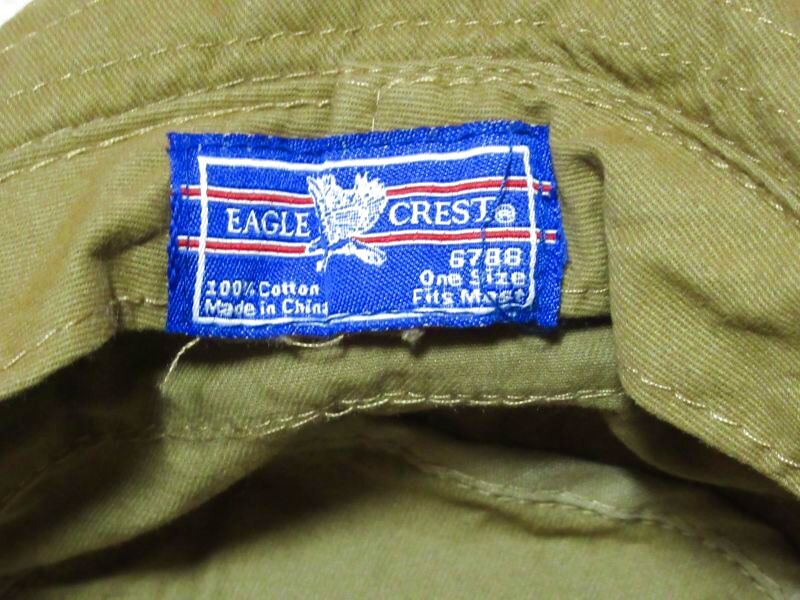 EAGLE CREST®
6788
One Size
Fits Most
100% Cotton
Made in China